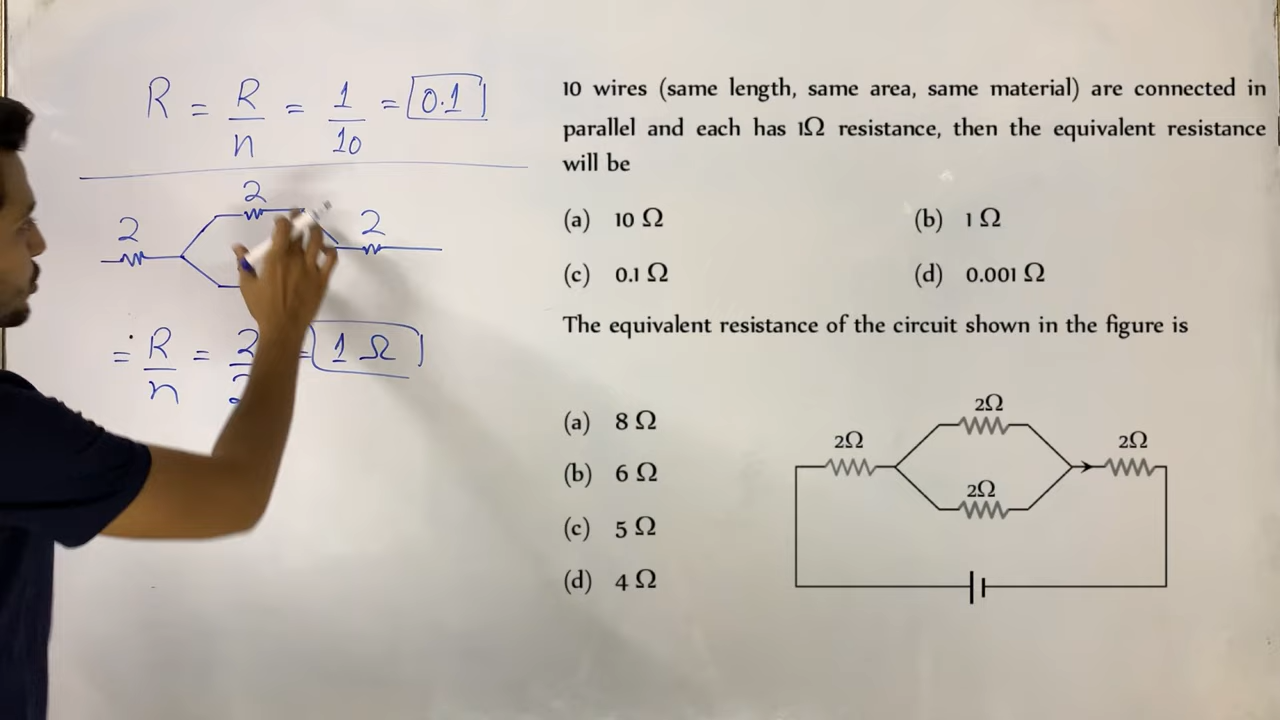 R = R/n = 1/10 = 0.1
2
2
2
= R/n = 2/2 = 1 Ω
10 wires (same length, same area, same material) are connected in
parallel and each has 1Ω resistance, then the equivalent resistance
will be
(a) 10 Ω (b) 1 Ω
(c) 0.1 Ω (d) 0.001 Ω
The equivalent resistance of the circuit shown in the figure is
(a) 8 Ω
(b) 6 Ω
(c) 5 Ω
(d) 4 Ω
2Ω
2Ω
2Ω
2Ω